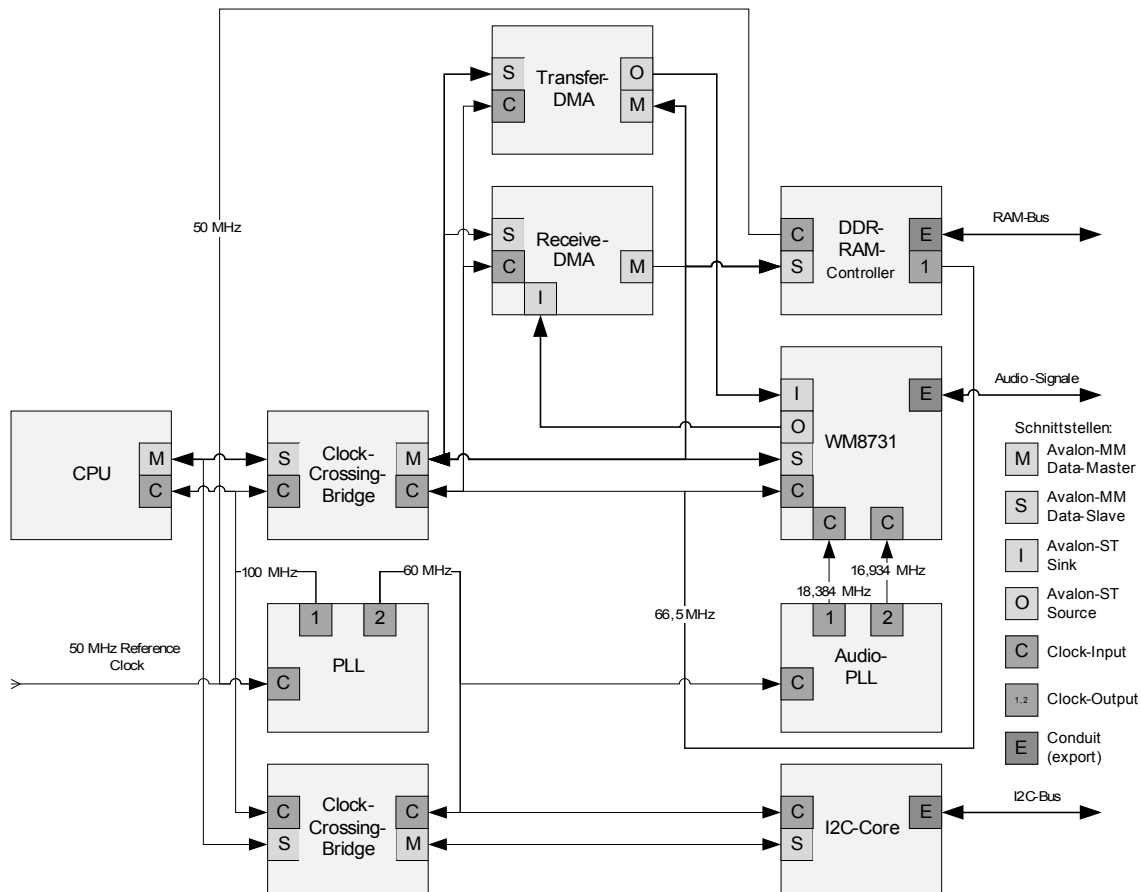 S
Transfer-
DMA
O
C
M
50 MHz
S
Receive-
DMA
C
M
I
C
DDR-
RAM-
Controller
E
S
1
RAM-Bus
I
O
S
C
WM8731
E
C
C
Audio-Signale
CPU
M
C
S
Clock-
Crossing-
Bridge
M
C
C
Schnittstellen:
M
Avalon-MM
Data-Master
S
Avalon-MM
Data-Slave
I
Avalon-ST
Sink
O
Avalon-ST
Source
C
Clock-Input
1,2
Clock-Output
E
Conduit
(export)
100 MHz
60 MHz
18,384 MHz
16,934 MHz
66,5 MHz
50 MHz Reference
Clock
1
2
PLL
C
1
2
Audio-
PLL
C
C
Clock-
Crossing-
Bridge
C
S
M
C
I2C-Core
E
S
I2C-Bus